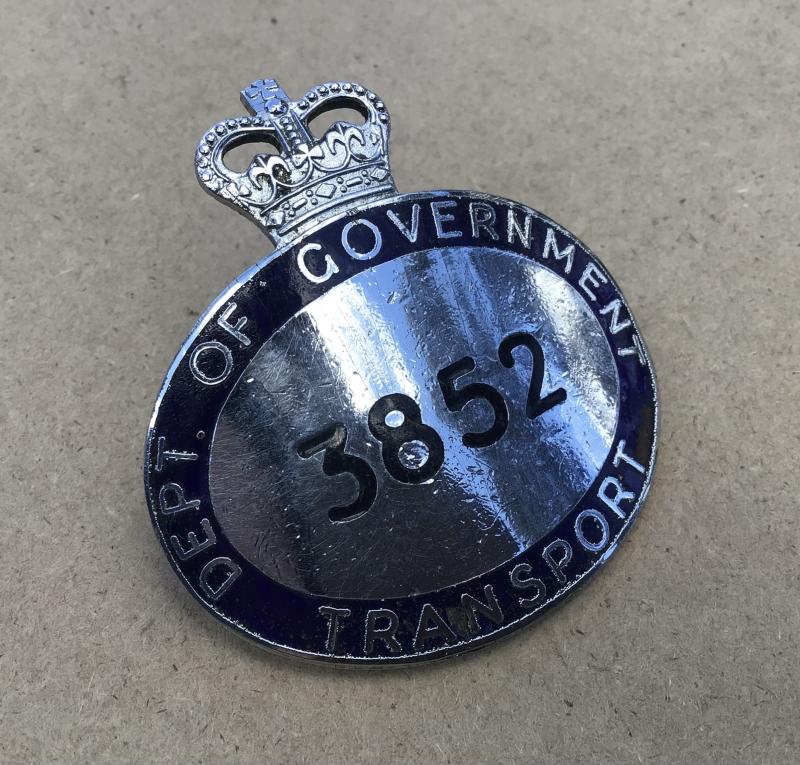 DEPT. OF GOVERNMENT
TRANSPORT
3852